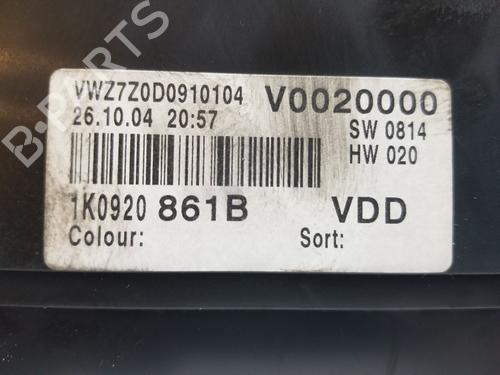 VWZ7Z0D0910104 V0020000
26.10.04 20:57 SW 0814
HW 020
1K0920 861B VDD
Colour: Sort:
B-PARTS